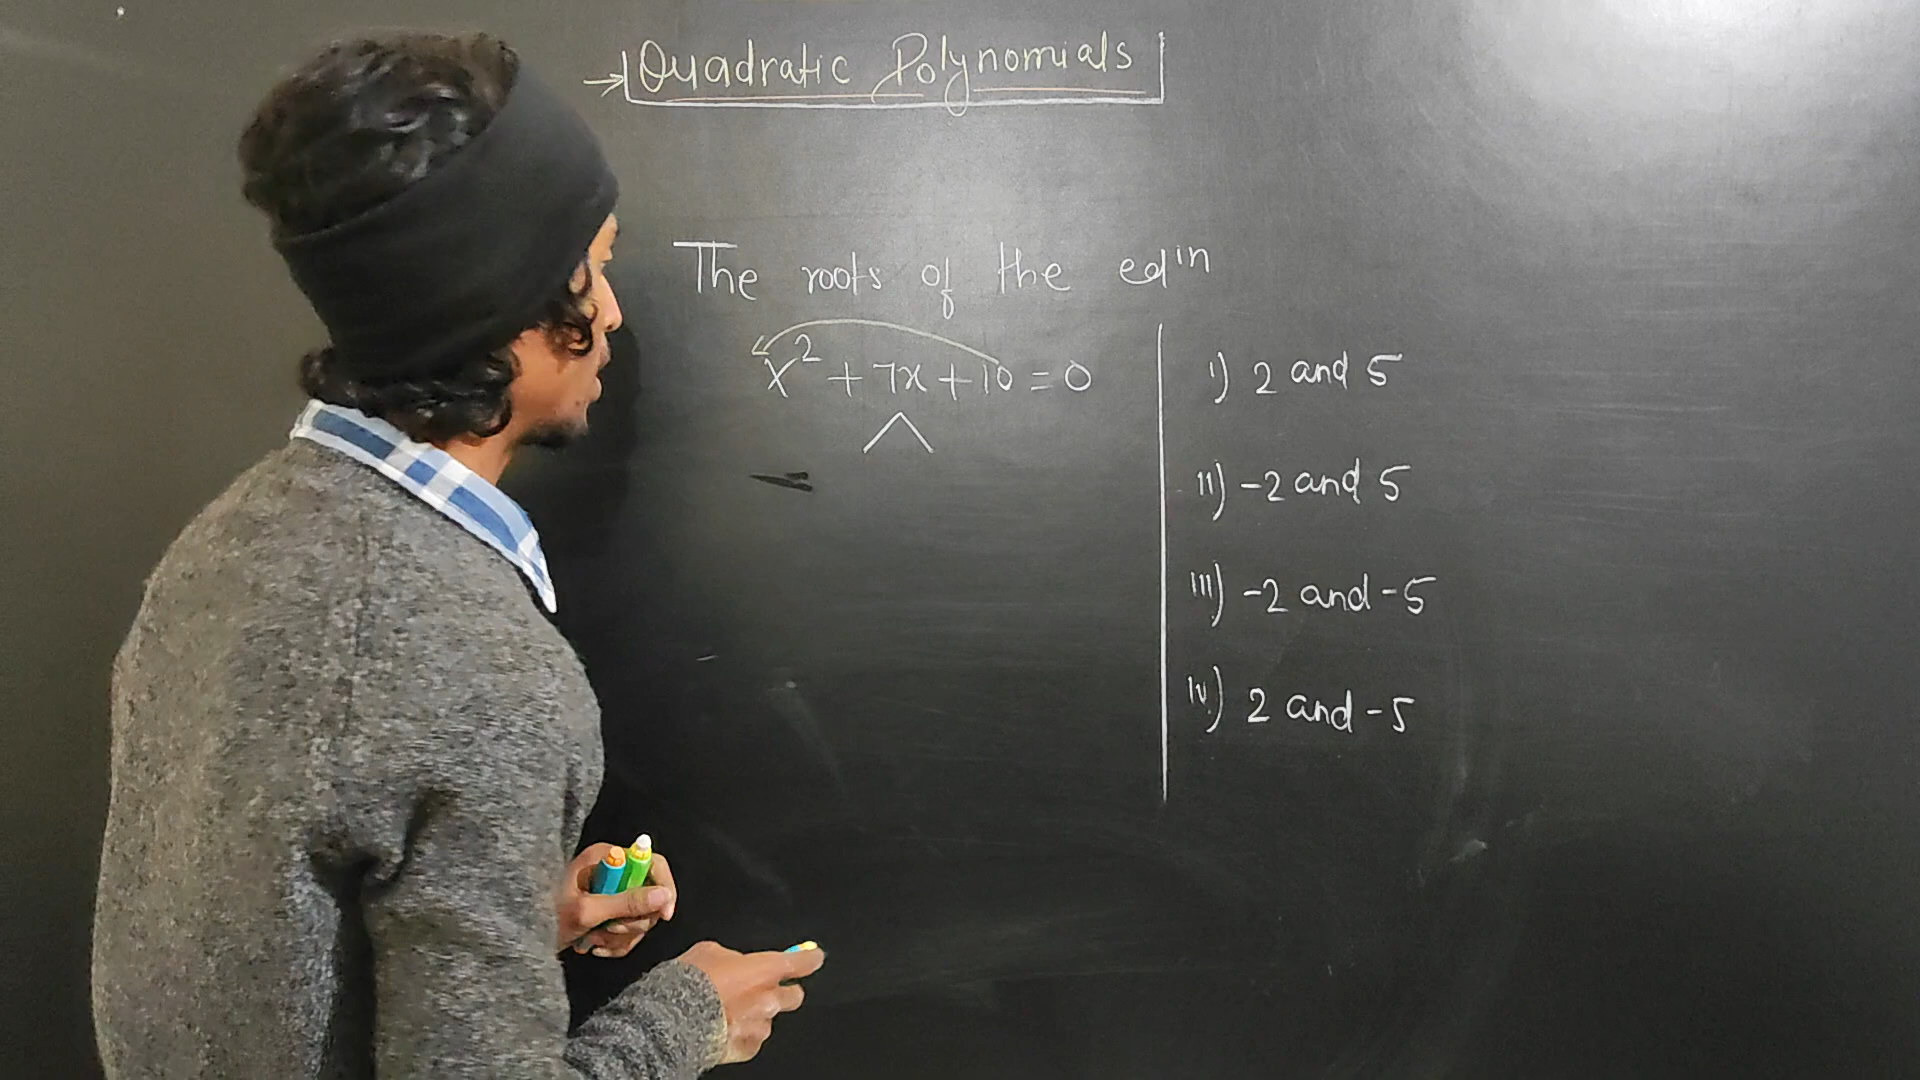 → Quadratic Polynomials
The roots of the eqⁿ
x² + 7x + 10 = 0
i) 2 and 5
ii) -2 and 5
iii) -2 and -5
iv) 2 and -5